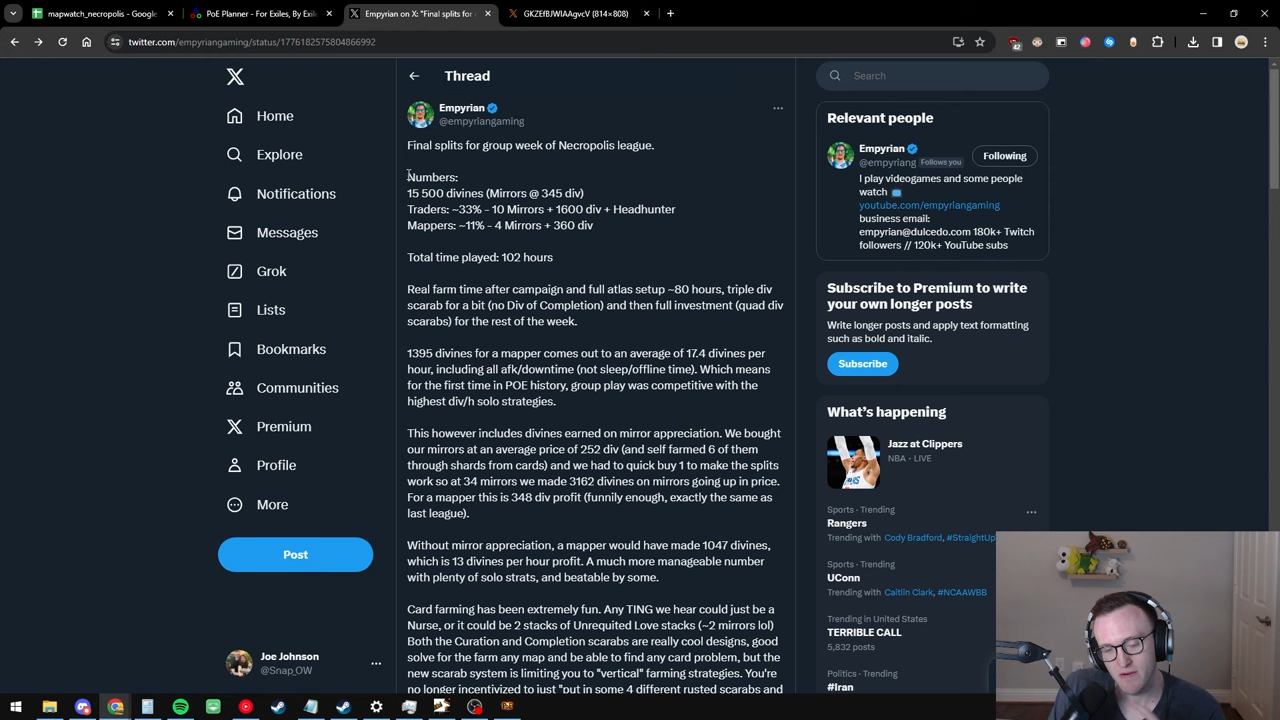 mapwatch_necropolis - Google
PoE Planner - For Exiles, By Exile
Empyrian on X: "Final splits for
GKZEfBJWIAAgvcV (814×608)
twitter.com/empyriangaming/status/1776182575804866992
42
Home
Explore
Notifications
Messages
Grok
Lists
Bookmarks
Communities
Premium
Profile
More
Post
Joe Johnson
@Snap_OW
Thread
Empyrian
@empyriangaming
Final splits for group week of Necropolis league.
Numbers:
15 500 divines (Mirrors @ 345 div)
Traders: ~33% - 10 Mirrors + 1600 div + Headhunter
Mappers: ~11% - 4 Mirrors + 360 div
Total time played: 102 hours
Real farm time after campaign and full atlas setup ~80 hours, triple div
scarab for a bit (no Div of Completion) and then full investment (quad div
scarabs) for the rest of the week.
1395 divines for a mapper comes out to an average of 17.4 divines per
hour, including all afk/downtime (not sleep/offline time). Which means
for the first time in POE history, group play was competitive with the
highest div/h solo strategies.
This however includes divines earned on mirror appreciation. We bought
our mirrors at an average price of 252 div (and self farmed 6 of them
through shards from cards) and we had to quick buy 1 to make the splits
work so at 34 mirrors we made 3162 divines on mirrors going up in price.
For a mapper this is 348 div profit (funnily enough, exactly the same as
last league).
Without mirror appreciation, a mapper would have made 1047 divines,
which is 13 divines per hour profit. A much more manageable number
with plenty of solo strats, and beatable by some.
Card farming has been extremely fun. Any TING we hear could just be a
Nurse, or it could be 2 stacks of Unrequited Love stacks (~2 mirrors lol)
Both the Curation and Completion scarabs are really cool designs, good
solve for the farm any map and be able to find any card problem, but the
new scarab system is limiting you to "vertical" farming strategies. You're
no longer incentivized to just "put in some 4 different rusted scarabs and
Search
Relevant people
Empyrian
@empyriang Follows you
Following
I play videogames and some people
watch
youtube.com/empyriangaming
business email:
empyrian@dulcedo.com 180k+ Twitch
followers // 120k+ YouTube subs
Subscribe to Premium to write
your own longer posts
Write longer posts and apply text formatting
such as bold and italic.
Subscribe
What's happening
Jazz at Clippers
NBA - LIVE
Sports · Trending
Rangers
Trending with Cody Bradford, #StraightUp
Sports · Trending
UConn
Trending with Caitlin Clark, #NCAAWBB
Trending in United States
TERRIBLE CALL
5,832 posts
Politics · Trending
#Iran